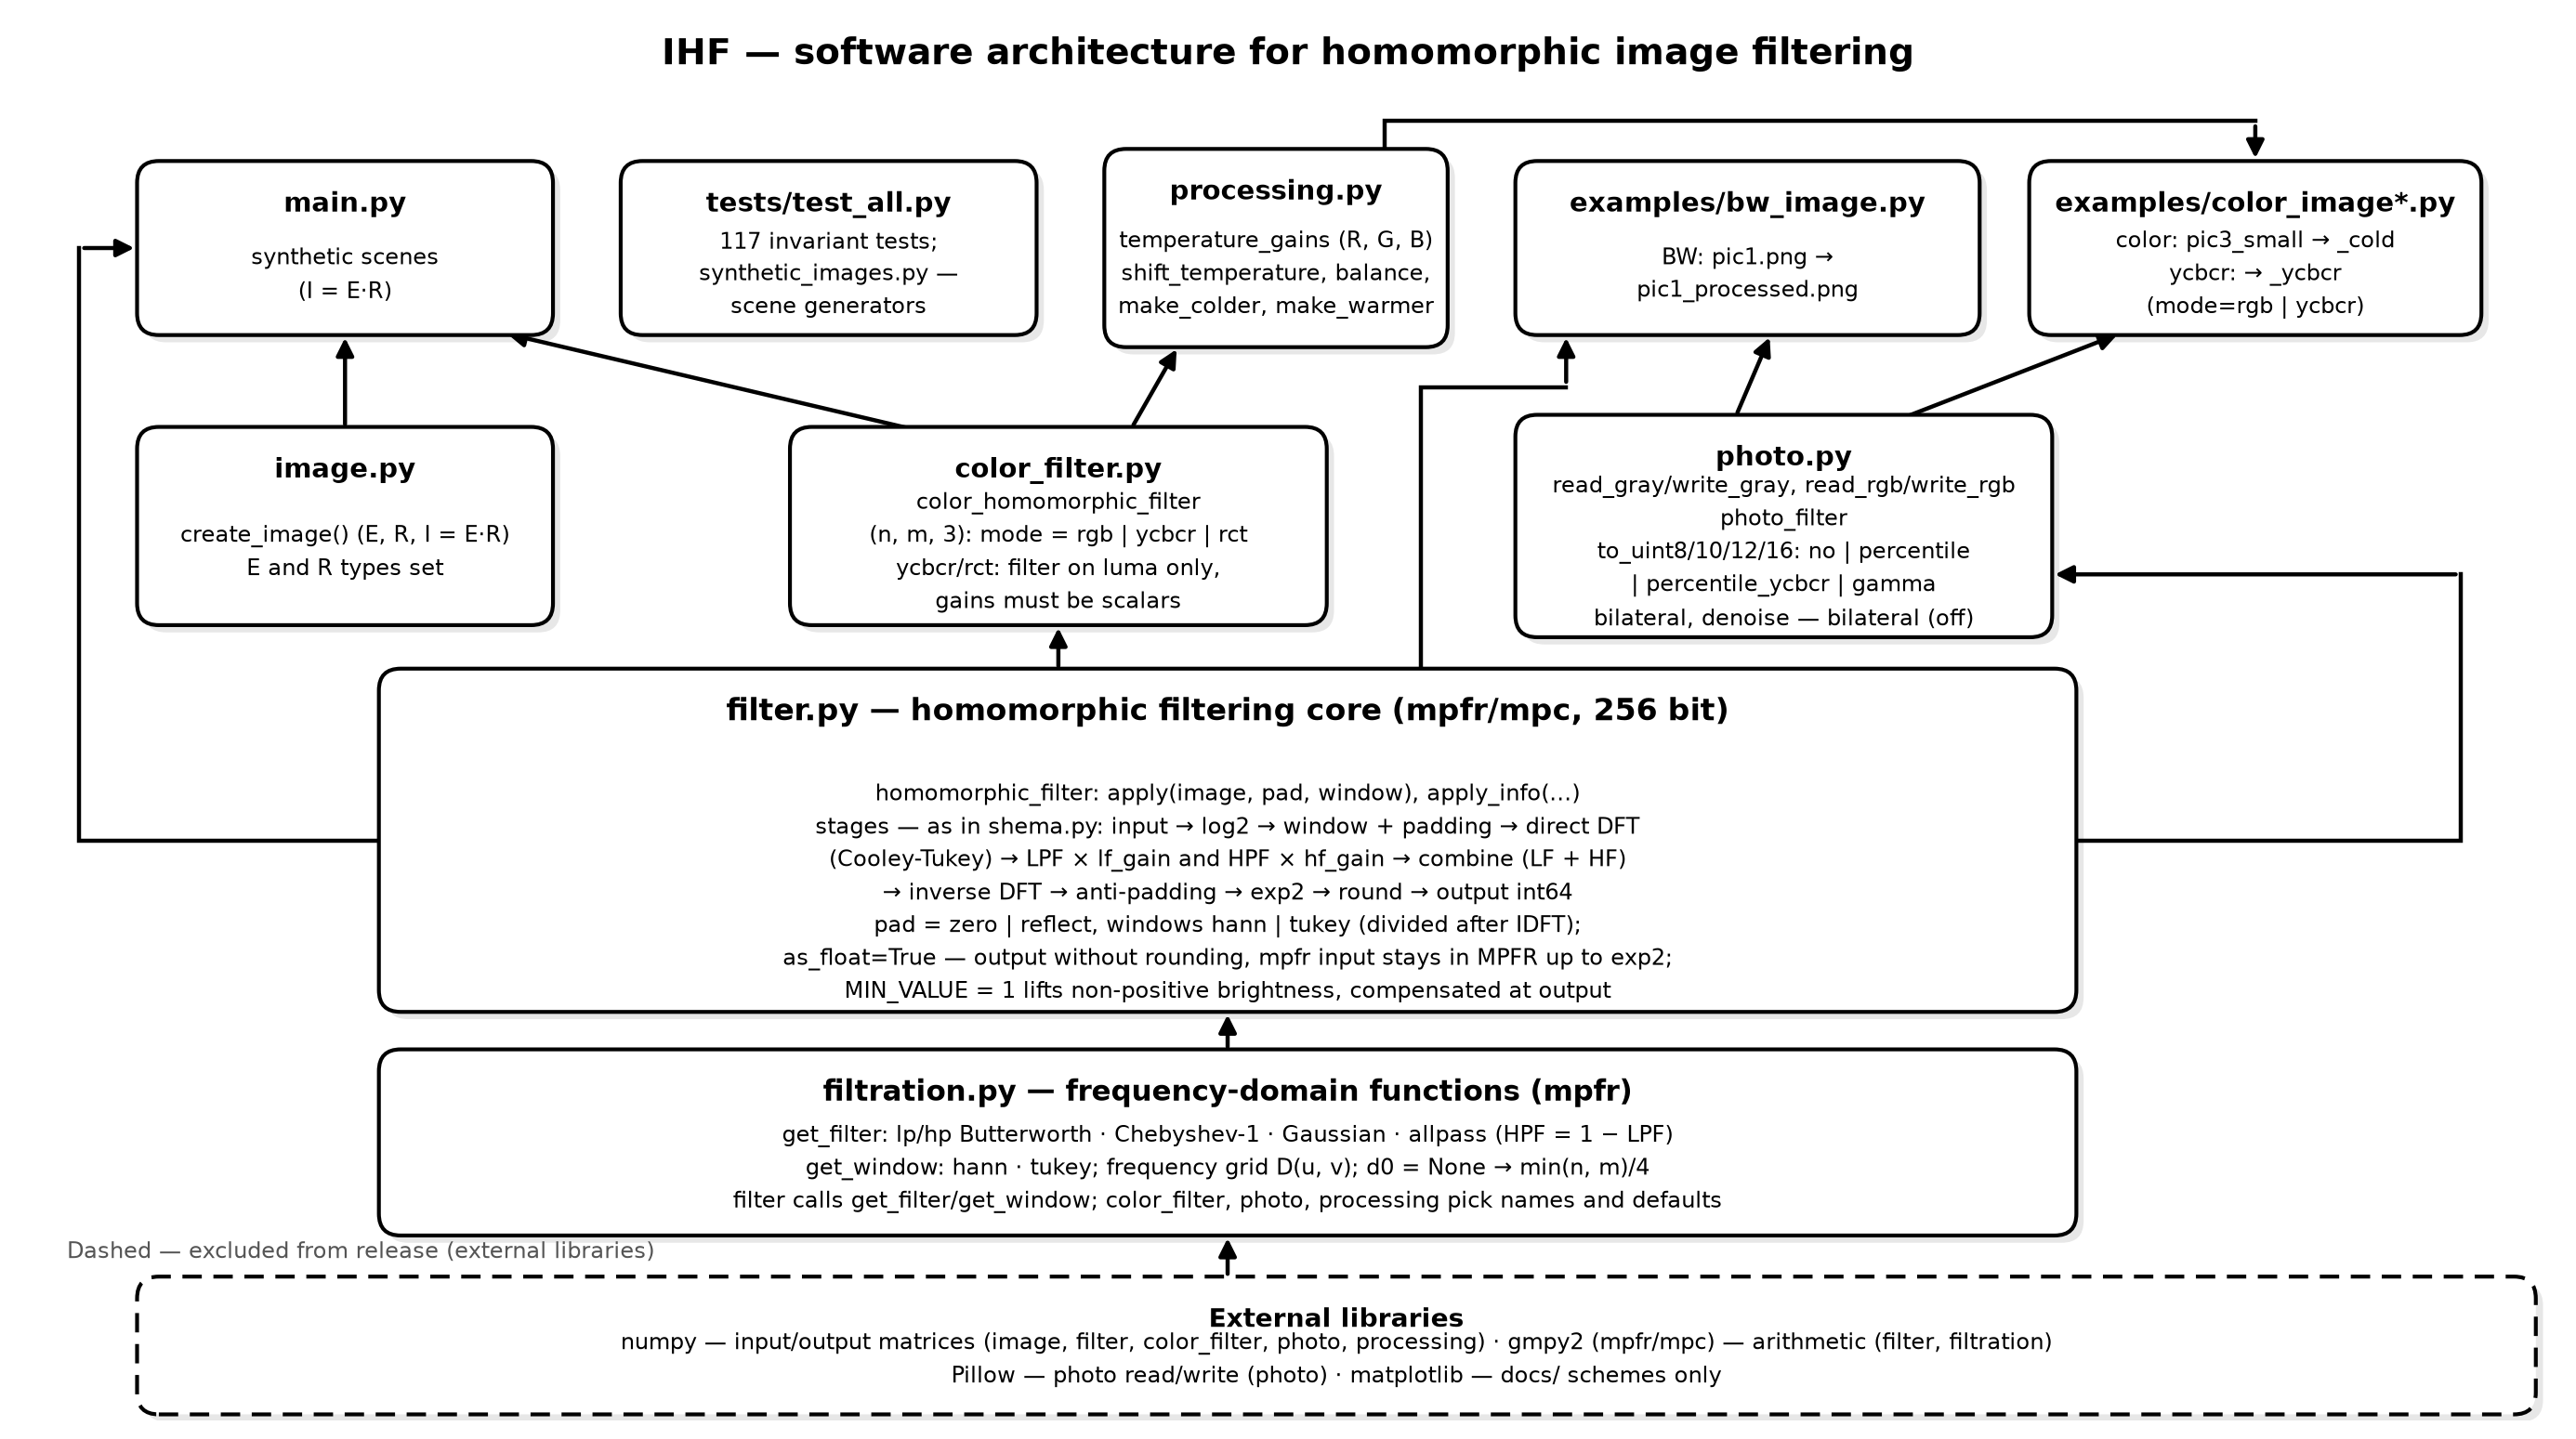 IHF — software architecture for homomorphic image filtering
main.py
synthetic scenes
(I = E·R)
tests/test_all.py
117 invariant tests;
synthetic_images.py —
scene generators
processing.py
temperature_gains (R, G, B)
shift_temperature, balance,
make_colder, make_warmer
examples/bw_image.py
BW: pic1.png →
pic1_processed.png
examples/color_image*.py
color: pic3_small → _cold
ycbcr: → _ycbcr
(mode=rgb | ycbcr)
image.py
create_image() (E, R, I = E·R)
E and R types set
color_filter.py
color_homomorphic_filter
(n, m, 3): mode = rgb | ycbcr | rct
ycbcr/rct: filter on luma only,
gains must be scalars
photo.py
read_gray/write_gray, read_rgb/write_rgb
photo_filter
to_uint8/10/12/16: no | percentile
| percentile_ycbcr | gamma
bilateral, denoise — bilateral (off)
filter.py — homomorphic filtering core (mpfr/mpc, 256 bit)
homomorphic_filter: apply(image, pad, window), apply_info(...)
stages — as in shema.py: input → log2 → window + padding → direct DFT
(Cooley-Tukey) → LPF × lf_gain and HPF × hf_gain → combine (LF + HF)
→ inverse DFT → anti-padding → exp2 → round → output int64
pad = zero | reflect, windows hann | tukey (divided after IDFT);
as_float=True — output without rounding, mpfr input stays in MPFR up to exp2;
MIN_VALUE = 1 lifts non-positive brightness, compensated at output
filtration.py — frequency-domain functions (mpfr)
get_filter: lp/hp Butterworth · Chebyshev-1 · Gaussian · allpass (HPF = 1 − LPF)
get_window: hann · tukey; frequency grid D(u, v); d0 = None → min(n, m)/4
filter calls get_filter/get_window; color_filter, photo, processing pick names and defaults
Dashed — excluded from release (external libraries)
External libraries
numpy — input/output matrices (image, filter, color_filter, photo, processing) · gmpy2 (mpfr/mpc) — arithmetic (filter, filtration)
Pillow — photo read/write (photo) · matplotlib — docs/ schemes only